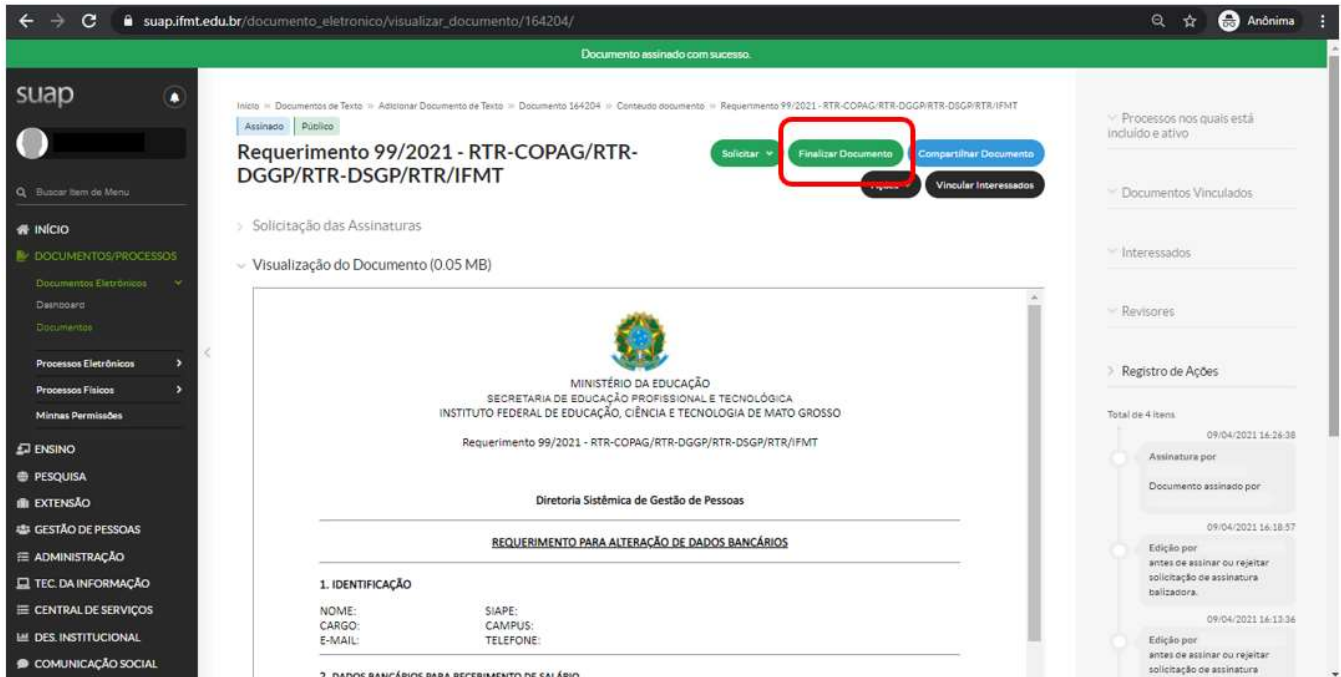 suap.ifmt.edu.br/documento_eletronico/visualizar_documento/164204/
Anônima
Documento assinado com sucesso.
suap
Buscar Item de Menu
INÍCIO
DOCUMENTOS/PROCESSOS
Documentos Eletrônicos
Dashboard
Documentos
Processos Eletrônicos
Processos Físicos
Minhas Permissões
ENSINO
PESQUISA
EXTENSÃO
GESTÃO DE PESSOAS
ADMINISTRAÇÃO
TEC. DA INFORMAÇÃO
CENTRAL DE SERVIÇOS
DES. INSTITUCIONAL
COMUNICAÇÃO SOCIAL
Início » Documentos de Texto » Adicionar Documento de Texto » Documento 164204 » Conteúdo documento » Requerimento 99/2021 - RTR-COPAG/RTR-DGGP/RTR-DSGP/RTR/IFMT
Assinado Público
Requerimento 99/2021 - RTR-COPAG/RTR-
DGGP/RTR-DSGP/RTR/IFMT
Solicitar Finalizar Documento Compartilhar Documento
Ações Vincular Interessados
Solicitação das Assinaturas
Visualização do Documento (0.05 MB)
MINISTÉRIO DA EDUCAÇÃO
SECRETARIA DE EDUCAÇÃO PROFISSIONAL E TECNOLÓGICA
INSTITUTO FEDERAL DE EDUCAÇÃO, CIÊNCIA E TECNOLOGIA DE MATO GROSSO
Requerimento 99/2021 - RTR-COPAG/RTR-DGGP/RTR-DSGP/RTR/IFMT
Diretoria Sistêmica de Gestão de Pessoas
REQUERIMENTO PARA ALTERAÇÃO DE DADOS BANCÁRIOS
1. IDENTIFICAÇÃO
NOME: SIAPE:
CARGO: CAMPUS:
E-MAIL: TELEFONE:
2. DADOS BANCÁRIOS PARA RECEBIMENTO DE SALÁRIO
Processos nos quais está
incluído e ativo
Documentos Vinculados
Interessados
Revisores
Registro de Ações
Total de 4 itens
09/04/2021 16:26:38
Assinatura por
Documento assinado por
09/04/2021 16:18:57
Edição por
antes de assinar ou rejeitar
solicitação de assinatura
balizadora.
09/04/2021 16:13:36
Edição por
antes de assinar ou rejeitar
solicitação de assinatura